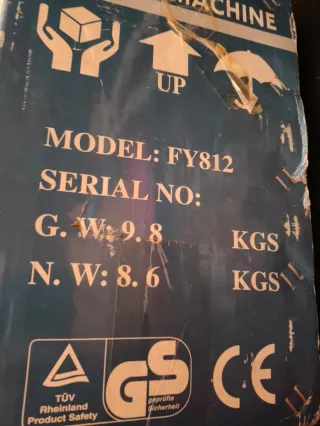 MACHINE
UP
MODEL: FY812
SERIAL NO:
G. W: 9. 8 KGS
N. W: 8. 6 KGS
TÜV
Rheinland
Product Safety
GS
geprüfte
Sicherheit
CE